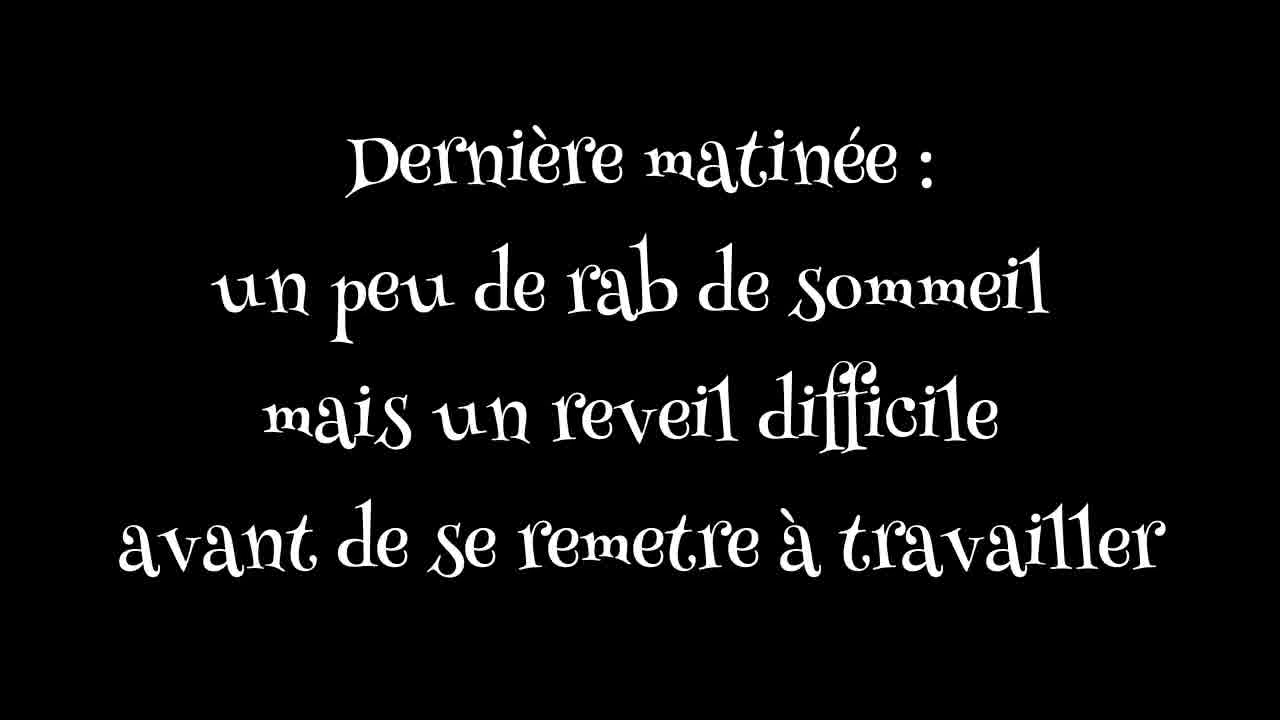 Dernière matinée :
un peu de rab de sommeil
mais un reveil difficile
avant de se remetre à travailler